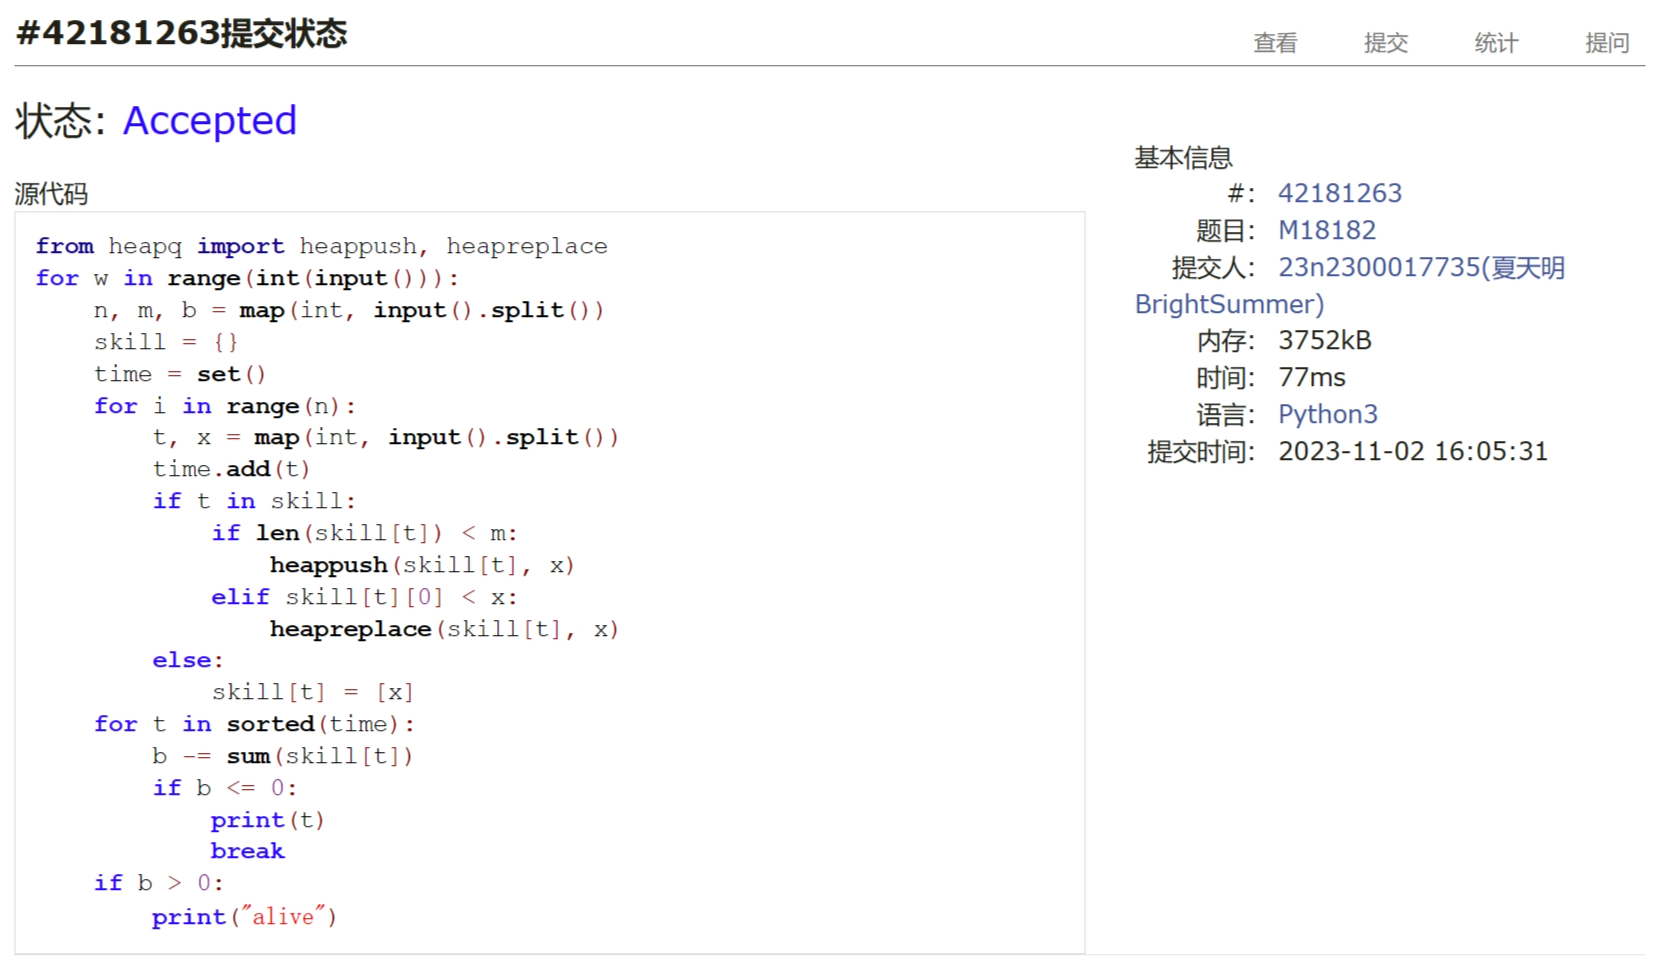 #42181263提交状态
查看 提交 统计 提问
状态: Accepted
源代码
from heapq import heappush, heapreplace
for w in range(int(input())):
    n, m, b = map(int, input().split())
    skill = {}
    time = set()
    for i in range(n):
        t, x = map(int, input().split())
        time.add(t)
        if t in skill:
            if len(skill[t]) < m:
                heappush(skill[t], x)
            elif skill[t][0] < x:
                heapreplace(skill[t], x)
        else:
            skill[t] = [x]
    for t in sorted(time):
        b -= sum(skill[t])
        if b <= 0:
            print(t)
            break
    if b > 0:
        print("alive")
基本信息
#: 42181263
题目: M18182
提交人: 23n2300017735(夏天明
BrightSummer)
内存: 3752kB
时间: 77ms
语言: Python3
提交时间: 2023-11-02 16:05:31